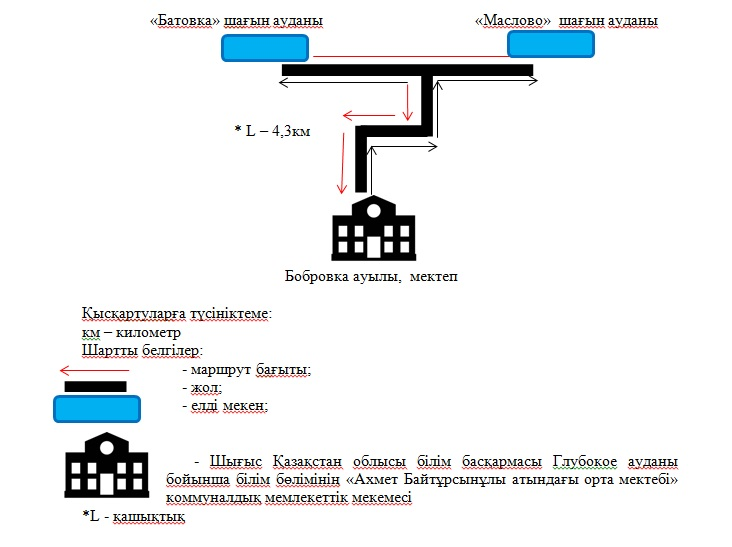 «Батовка» шағын ауданы «Маслово» шағын ауданы
* L – 4,3км
Бобровка ауылы, мектеп
Қысқартуларға түсініктеме:
км – километр
Шартты белгілер:
- маршрут бағыты;
- жол;
- елді мекен;
- Шығыс Қазақстан облысы білім басқармасы Глубокое ауданы
бойынша білім бөлімінің «Ахмет Байтұрсынұлы атындағы орта мектебі»
коммуналдық мемлекеттік мекемесі
*L - қашықтық